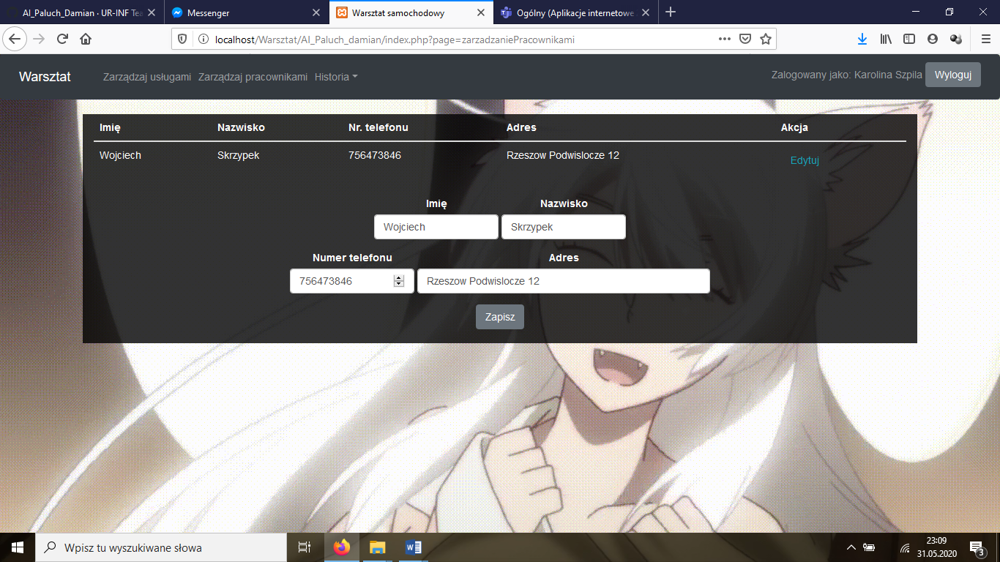 AI_Paluch_Damian · UR-INF Tea
Messenger
Warsztat samochodowy
Ogólny (Aplikacje internetowe
localhost/Warsztat/AI_Paluch_damian/index.php?page=zarzadzaniePracownikami
Warsztat Zarządzaj usługami Zarządzaj pracownikami Historia Zalogowany jako: Karolina Szpila Wyloguj
Imię Nazwisko Nr. telefonu Adres Akcja
Wojciech Skrzypek 756473846 Rzeszow Podwislocze 12 Edytuj
Imię Nazwisko
Wojciech Skrzypek
Numer telefonu Adres
756473846 Rzeszow Podwislocze 12
Zapisz
Wpisz tu wyszukiwane słowa
23:09
31.05.2020
3